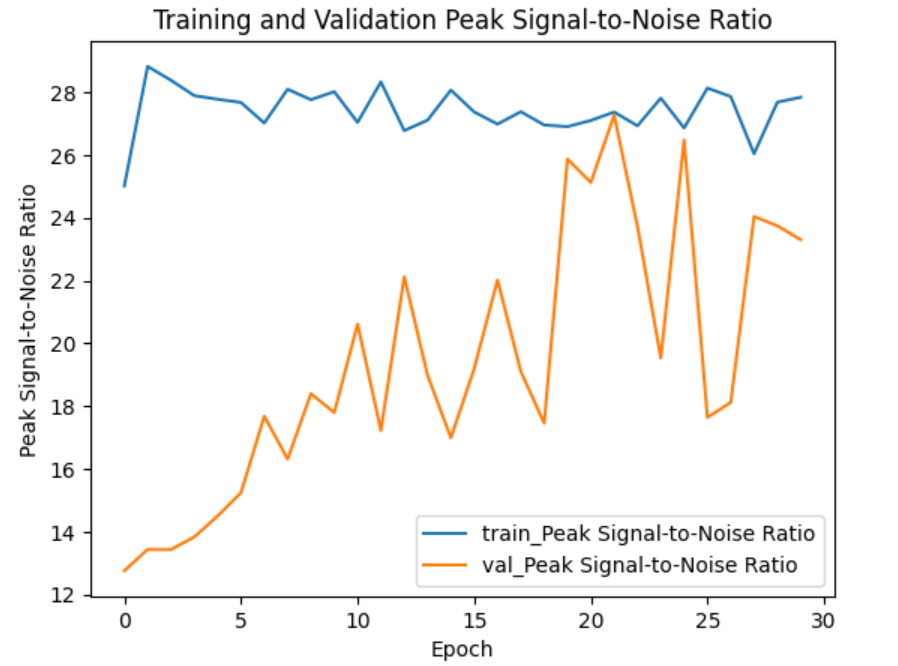 Training and Validation Peak Signal-to-Noise Ratio
Peak Signal-to-Noise Ratio
28
26
24
22
20
18
16
14
12
train_Peak Signal-to-Noise Ratio
val_Peak Signal-to-Noise Ratio
0 5 10 15 20 25 30
Epoch